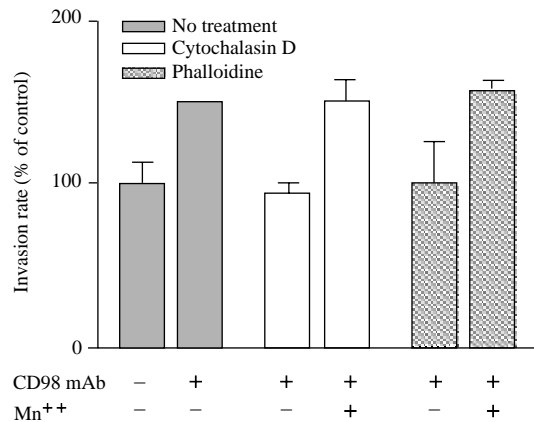 200
No treatment
Cytochalasin D
Phalloidine
Invasion rate (% of control)
100
0
CD98 mAb – + + + + +
Mn++ – – – + – +